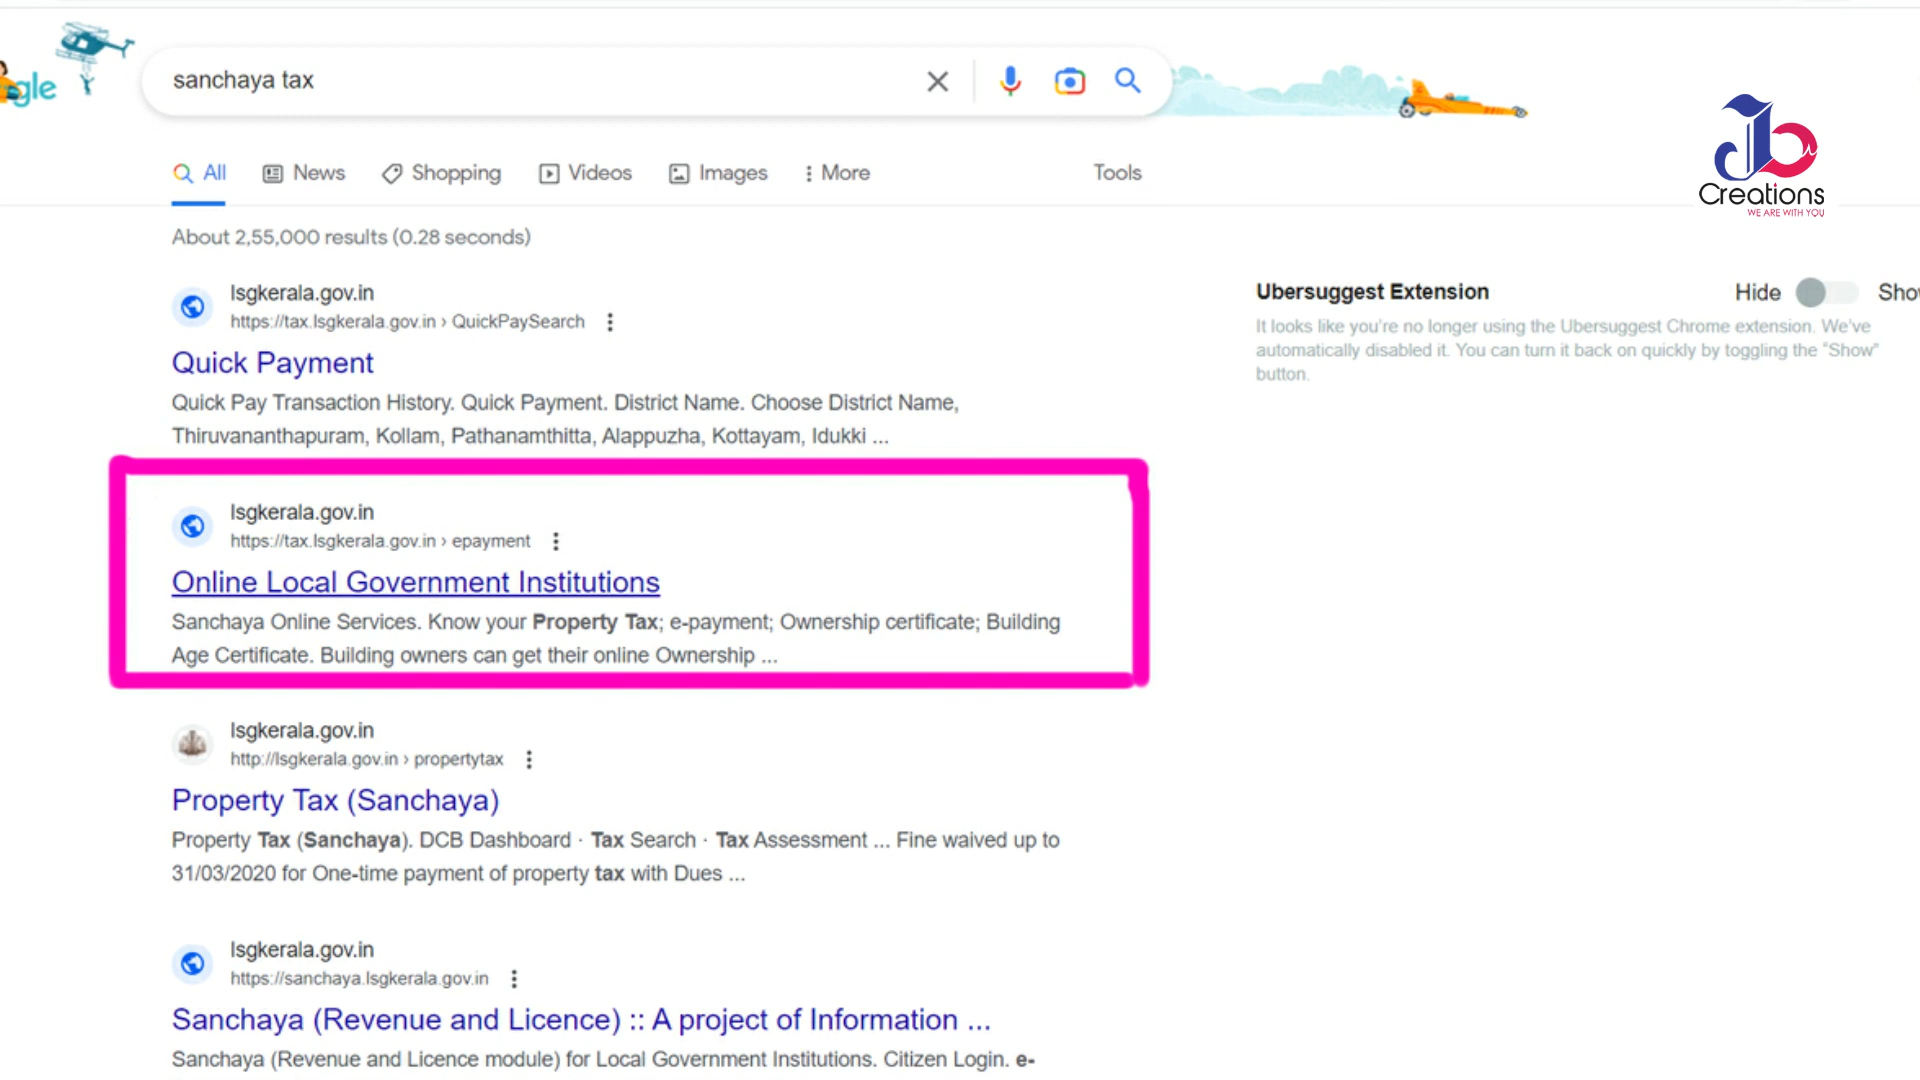 gle
sanchaya tax
All News Shopping Videos Images More Tools
About 2,55,000 results (0.28 seconds)
Creations
WE ARE WITH YOU
lsgkerala.gov.in
https://tax.lsgkerala.gov.in › QuickPaySearch
Quick Payment
Quick Pay Transaction History. Quick Payment. District Name. Choose District Name,
Thiruvananthapuram, Kollam, Pathanamthitta, Alappuzha, Kottayam, Idukki ...
Ubersuggest Extension
Hide Show
It looks like you're no longer using the Ubersuggest Chrome extension. We've
automatically disabled it. You can turn it back on quickly by toggling the “Show”
button.
lsgkerala.gov.in
https://tax.lsgkerala.gov.in › epayment
Online Local Government Institutions
Sanchaya Online Services. Know your Property Tax; e-payment; Ownership certificate; Building
Age Certificate. Building owners can get their online Ownership ...
lsgkerala.gov.in
http://lsgkerala.gov.in › propertytax
Property Tax (Sanchaya)
Property Tax (Sanchaya). DCB Dashboard · Tax Search · Tax Assessment ... Fine waived up to
31/03/2020 for One-time payment of property tax with Dues ...
lsgkerala.gov.in
https://sanchaya.lsgkerala.gov.in
Sanchaya (Revenue and Licence) :: A project of Information ...
Sanchaya (Revenue and Licence module) for Local Government Institutions. Citizen Login. e-